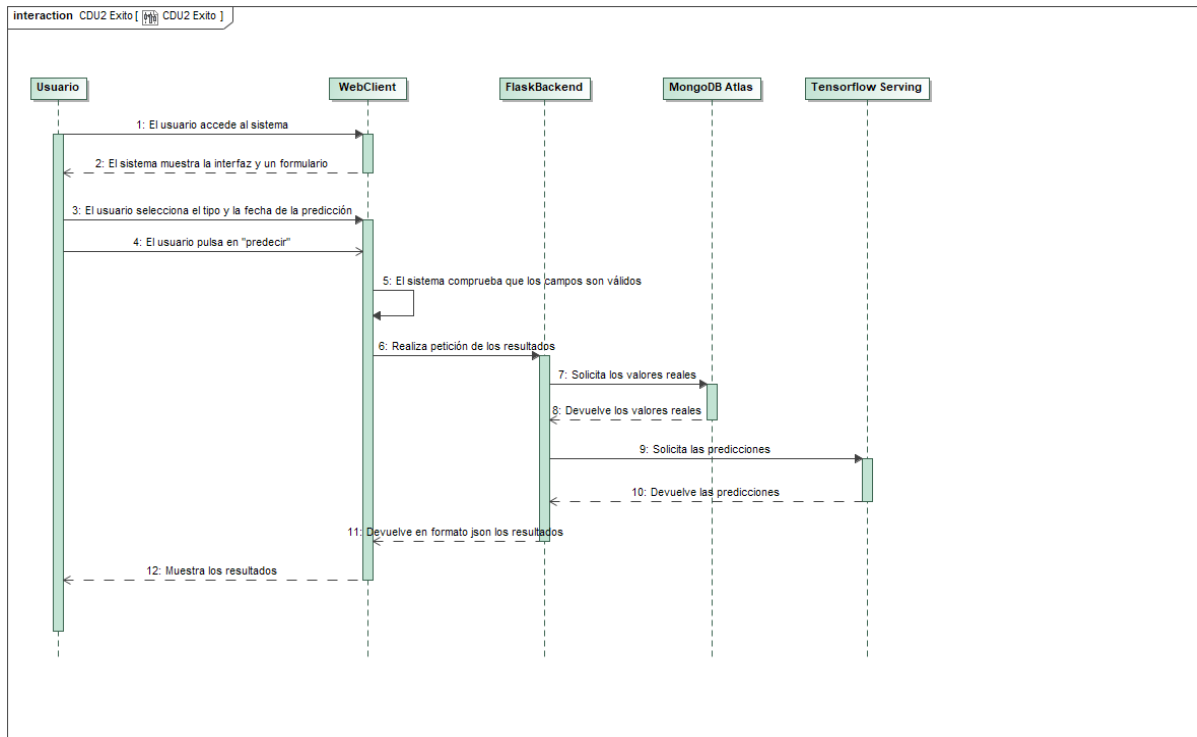 interaction CDU2 Exito [ CDU2 Exito ]
Usuario
WebClient
FlaskBackend
MongoDB Atlas
Tensorflow Serving
1: El usuario accede al sistema
2: El sistema muestra la interfaz y un formulario
3: El usuario selecciona el tipo y la fecha de la predicción
4: El usuario pulsa en "predecir"
5: El sistema comprueba que los campos son válidos
6: Realiza petición de los resultados
7: Solicita los valores reales
8: Devuelve los valores reales
9: Solicita las predicciones
10: Devuelve las predicciones
11: Devuelve en formato json los resultados
12: Muestra los resultados